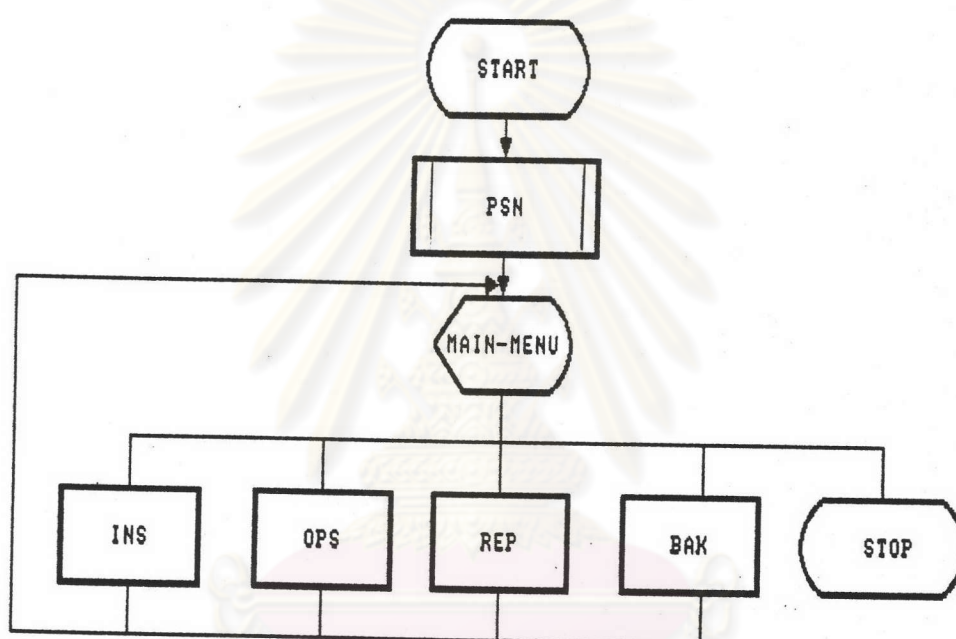 START
PSN
MAIN-MENU
INS
OPS
REP
BAK
STOP